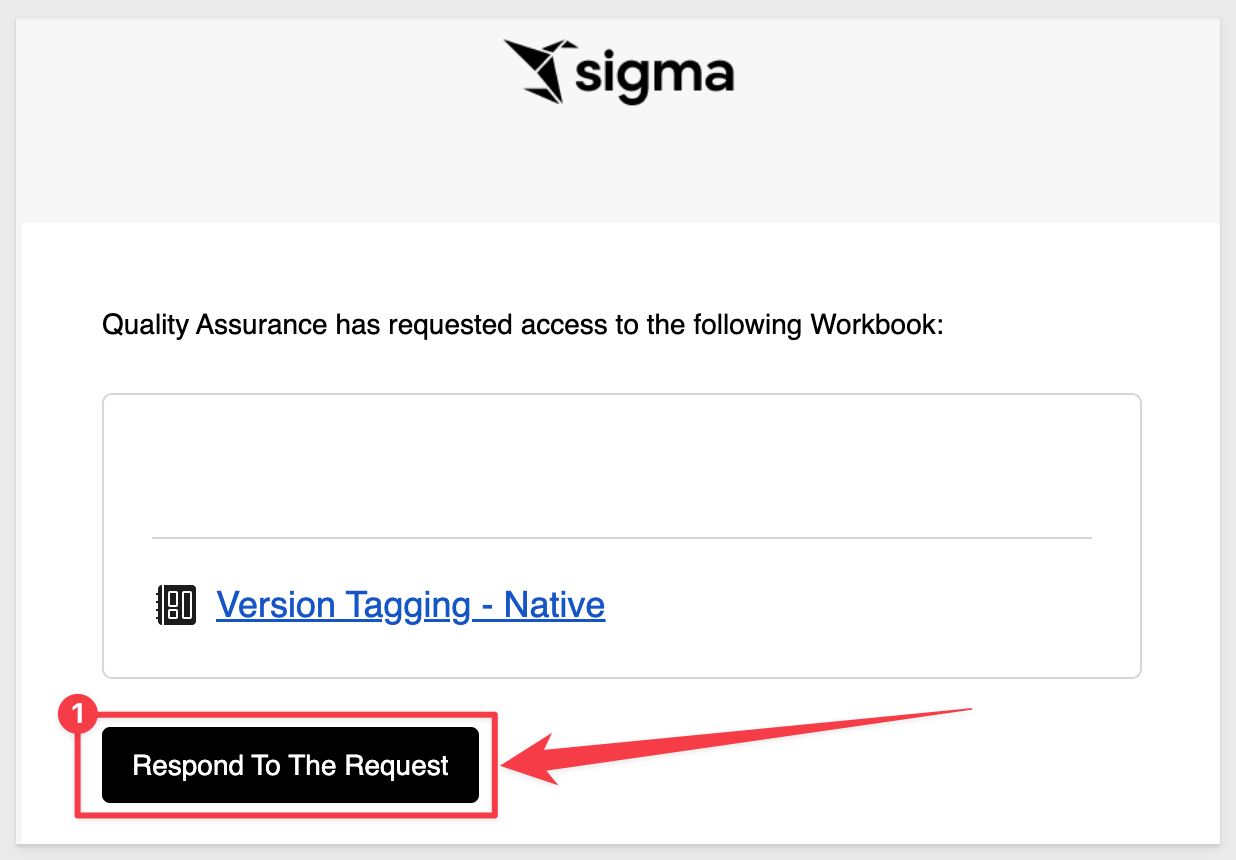 sigma
Quality Assurance has requested access to the following Workbook:
Version Tagging - Native
1
Respond To The Request